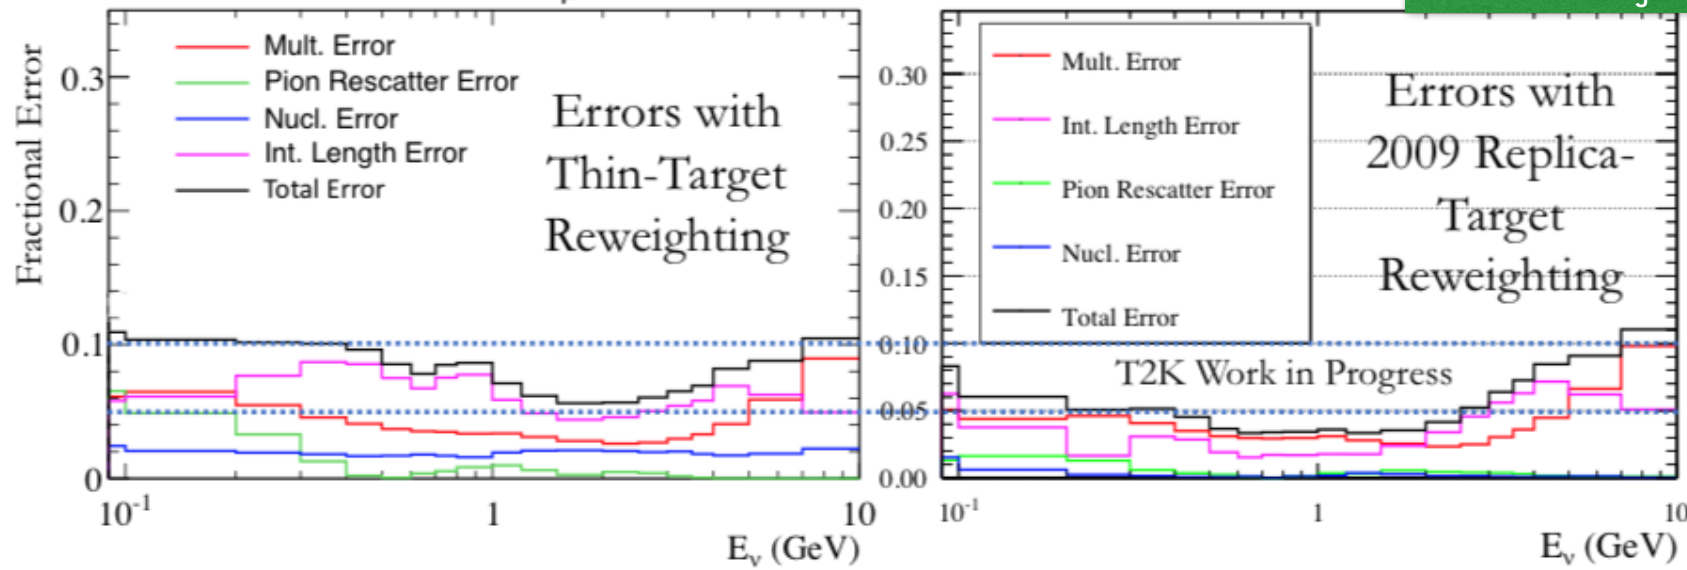 Fractional Error
0.3
0.2
0.1
0
Mult. Error
Pion Rescatter Error
Nucl. Error
Int. Length Error
Total Error
Errors with
Thin-Target
Reweighting
10⁻¹
1
10
Eν (GeV)
0.30
0.25
0.20
0.15
0.10
0.05
0.00
Mult. Error
Int. Length Error
Pion Rescatter Error
Nucl. Error
Total Error
Errors with
2009 Replica-
Target
Reweighting
T2K Work in Progress
10⁻¹
1
10
Eν (GeV)